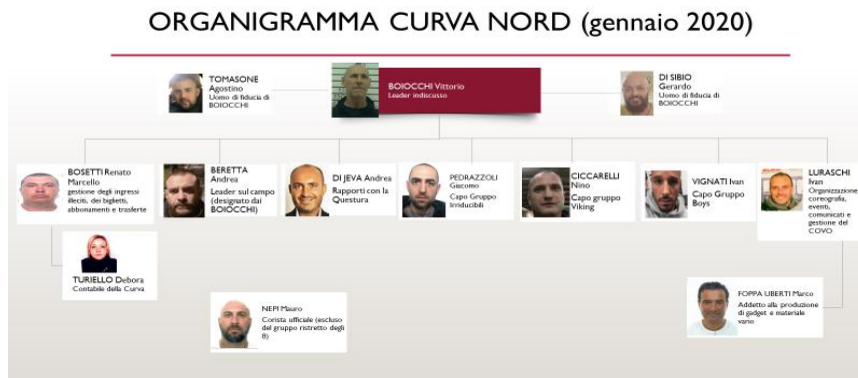 ORGANIGRAMMA CURVA NORD (gennaio 2020)
TOMASONE
Agostino
Uomo di fiducia di
BOIOCCHI
BOIOCCHI Vittorio
Leader indiscusso
DI SIBIO
Gerardo
Uomo di fiducia di
BOIOCCHI
BOSETTI Renato
Marcello
gestione degli ingressi
illeciti, dei biglietti,
abbonamenti e trasferte
BERETTA
Andrea
Leader sul campo
(designato dai
BOIOCCHI)
DI JEVA Andrea
Rapporti con la
Questura
PEDRAZZOLI
Giacomo
Capo Gruppo
Irriducibili
CICCARELLI
Nino
Capo gruppo
Viking
VIGNATI Ivan
Capo Gruppo
Boys
LURASCHI
Ivan
Organizzazione
coreografia,
eventi,
comunicati e
gestione del
COVO
TURIELLO Debora
Contabile della Curva
NEPI Mauro
Corista ufficiale (escluso
del gruppo ristretto degli
8)
FOPPA UBERTI Marco
Addetto alla produzione
di gadget e materiale
vario